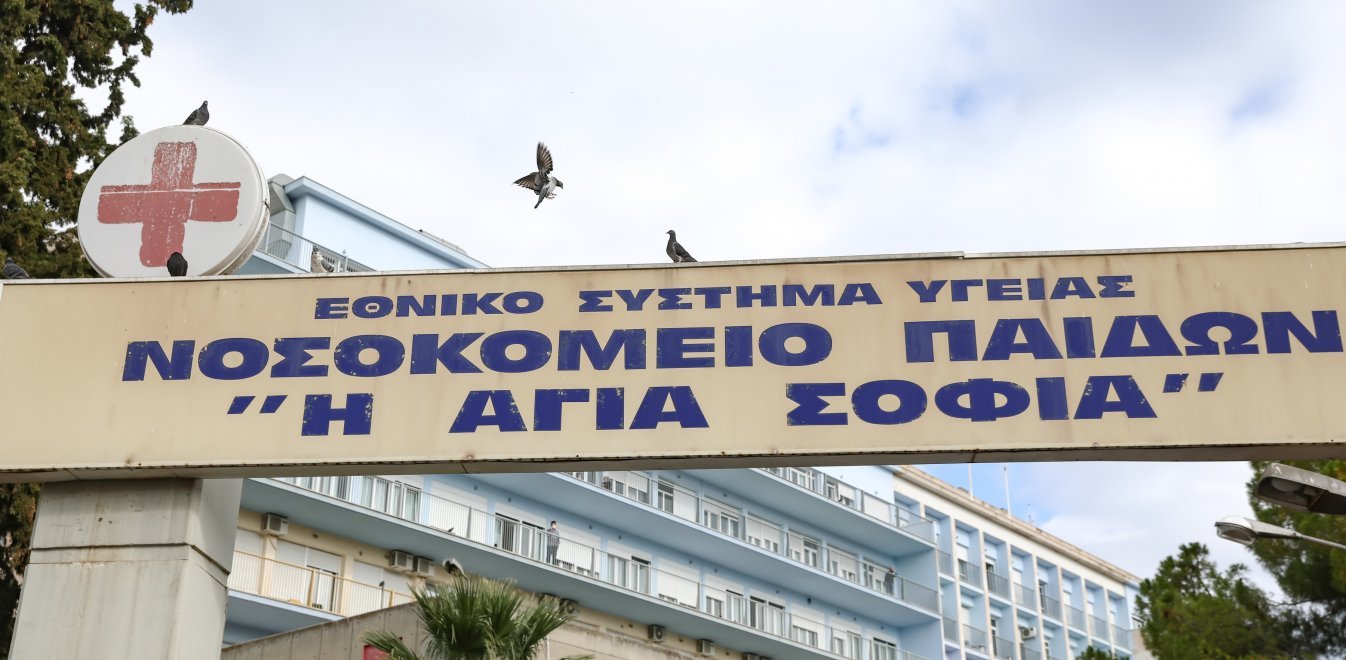 ΕΘΝΙΚΟ ΣΥΣΤΗΜΑ ΥΓΕΙΑΣ
ΝΟΣΟΚΟΜΕΙΟ ΠΑΙΔΩΝ
"Η ΑΓΙΑ ΣΟΦΙΑ"